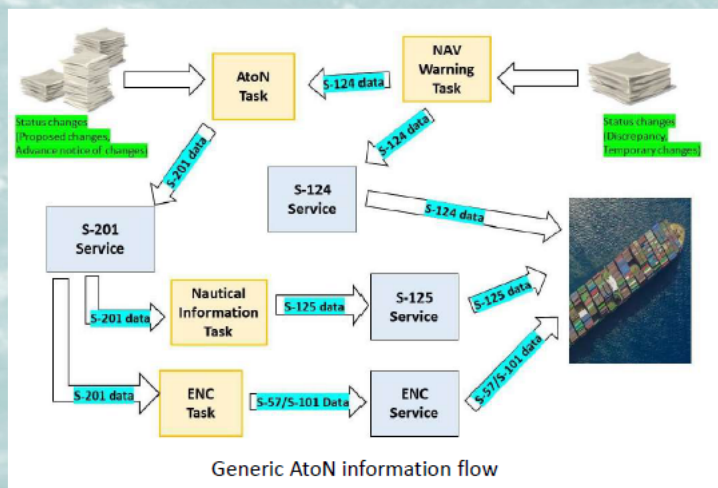 AtoN
Task
S-124 data
NAV
Warning
Task
Status changes
(Proposed changes,
Advance notice of changes)
Status changes
(Discrepancy,
Temporary changes)
S-201 data
S-124 data
S-124
Service
S-124 data
S-201
Service
S-201 data
Nautical
Information
Task
S-125 data
S-125
Service
S-125 data
S-201 data
ENC
Task
S-57/S-101 Data
ENC
Service
S-57/S-101 data
Generic AtoN information flow